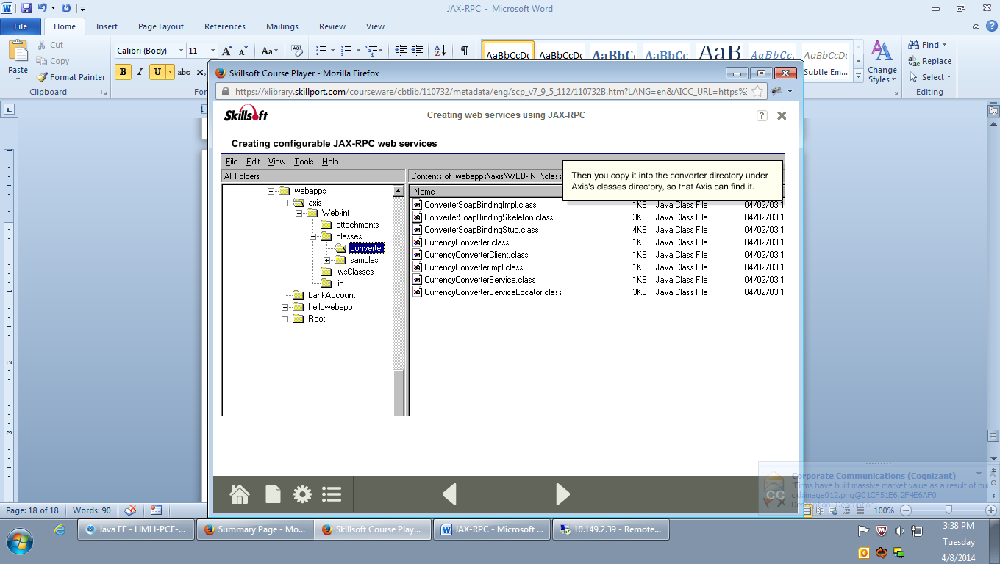 JAX-RPC - Microsoft Word
File Home Insert Page Layout References Mailings Review View
Paste
Cut
Copy
Format Painter
Clipboard
Calibri (Body) 11
Aa
B I U abc x
For
AaBbCcDc AaBbCcDc AaBbC AaBbCc AaB AaBbCc. AaBbCcDc
Subtle Em...
Change
Styles
Find
Replace
Select
Editing
Skillsoft Course Player - Mozilla Firefox
https://xlibrary.skillport.com/courseware/cbtlib/110732/metadata/eng/scp_v7_9_5_112/110732B.htm?LANG=en&AICC_URL=https%
Skillsoft
Creating web services using JAX-RPC
?
Creating configurable JAX-RPC web services
File Edit View Tools Help
All Folders
Contents of 'webapps\axis\WEB-INF\class
Then you copy it into the converter directory under
Axis's classes directory, so that Axis can find it.
webapps
axis
Web-inf
attachments
classes
converter
samples
jwsClasses
lib
bankAccount
hellowebapp
Root
Name
ConverterSoapBindingImpl.class 1KB Java Class File 04/02/03 1
ConverterSoapBindingSkeleton.class 3KB Java Class File 04/02/03 1
ConverterSoapBindingStub.class 4KB Java Class File 04/02/03 1
CurrencyConverter.class 1KB Java Class File 04/02/03 1
CurrencyConverterClient.class 1KB Java Class File 04/02/03 1
CurrencyConverterImpl.class 1KB Java Class File 04/02/03 1
CurrencyConverterService.class 1KB Java Class File 04/02/03 1
CurrencyConverterServiceLocator.class 3KB Java Class File 04/02/03 1
Corporate Communications (Cognizant)
"Firms have built massive market value as a result of bui...
CC
Page: 18 of 18 Words: 90
100%
Java EE - HMH-PCE-... Summary Page - Mo... Skillsoft Course Play... JAX-RPC - Microsoft ... 10.149.2.39 - Remote...
3:38 PM
Tuesday
4/8/2014